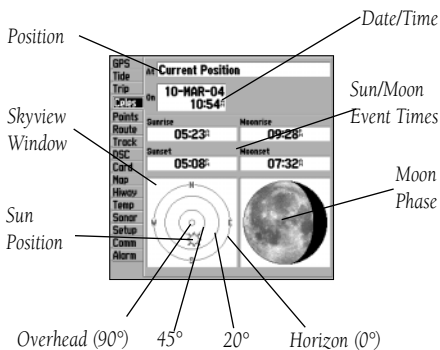 Position
Date/Time
GPS
Tide
Trip
Celes
Points
Route
Track
DSC
Card
Map
Hiway
Temp
Sonar
Setup
Comm
Alarm
At Current Position
On 10-MAR-04
10:54
Sunrise
05:23
Moonrise
09:28
Sunset
05:08
Moonset
07:32
N
W
E
S
Sun/Moon
Event Times
Skyview
Window
Moon
Phase
Sun
Position
Overhead (90°)
45°
20°
Horizon (0°)